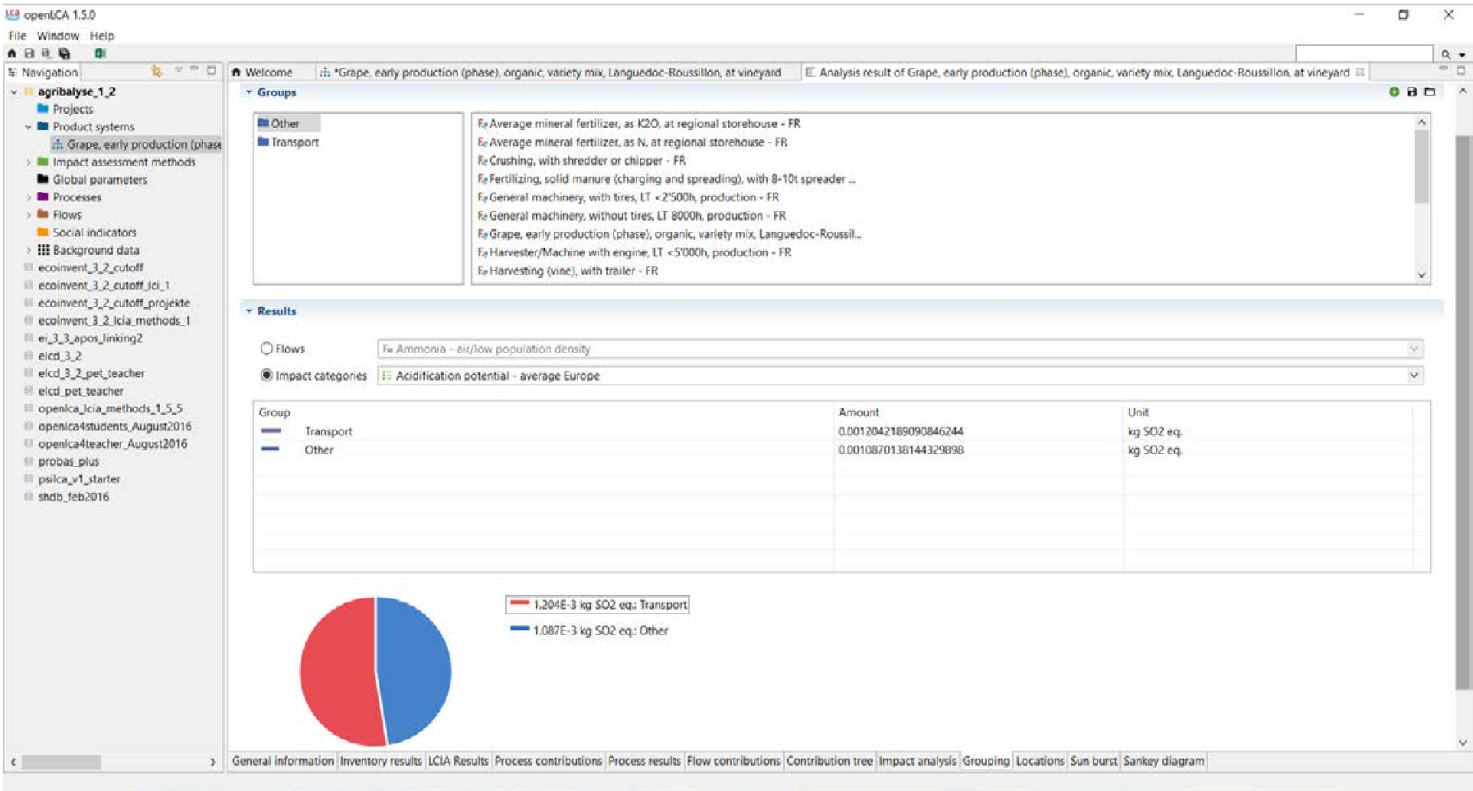 openLCA 1.5.0
File Window Help
Navigation
agribalyse_1_2
Projects
Product systems
Grape, early production (phase
Impact assessment methods
Global parameters
Processes
Flows
Social indicators
Background data
ecoinvent_3_2_cutoff
ecoinvent_3_2_cutoff_lci_1
ecoinvent_3_2_cutoff_projekte
ecoinvent_3_2_lcia_methods_1
ei_3_3_apos_linking2
elcd_3_2
elcd_3_2_pet_teacher
elcd_pet_teacher
openlca_lcia_methods_1_5_5
openlca4students_August2016
openlca4teacher_August2016
probas_plus
psilca_v1_starter
shdb_feb2016
Welcome
*Grape, early production (phase), organic, variety mix, Languedoc-Roussillon, at vineyard
Analysis result of Grape, early production (phase), organic, variety mix, Languedoc-Roussillon, at vineyard
Groups
Other
Transport
Average mineral fertilizer, as K2O, at regional storehouse - FR
Average mineral fertilizer, as N, at regional storehouse - FR
Crushing, with shredder or chipper - FR
Fertilizing, solid manure (charging and spreading), with 8-10t spreader ...
General machinery, with tires, LT <2'500h, production - FR
General machinery, without tires, LT 8000h, production - FR
Grape, early production (phase), organic, variety mix, Languedoc-Roussil...
Harvester/Machine with engine, LT <5'000h, production - FR
Harvesting (vine), with trailer - FR
Results
Flows
Ammonia - air/low population density
Impact categories
Acidification potential - average Europe
Group Amount Unit
Transport 0.0012042189090846244 kg SO2 eq.
Other 0.0010870138144329898 kg SO2 eq.
1.204E-3 kg SO2 eq.: Transport
1.087E-3 kg SO2 eq.: Other
General information Inventory results LCIA Results Process contributions Process results Flow contributions Contribution tree Impact analysis Grouping Locations Sun burst Sankey diagram